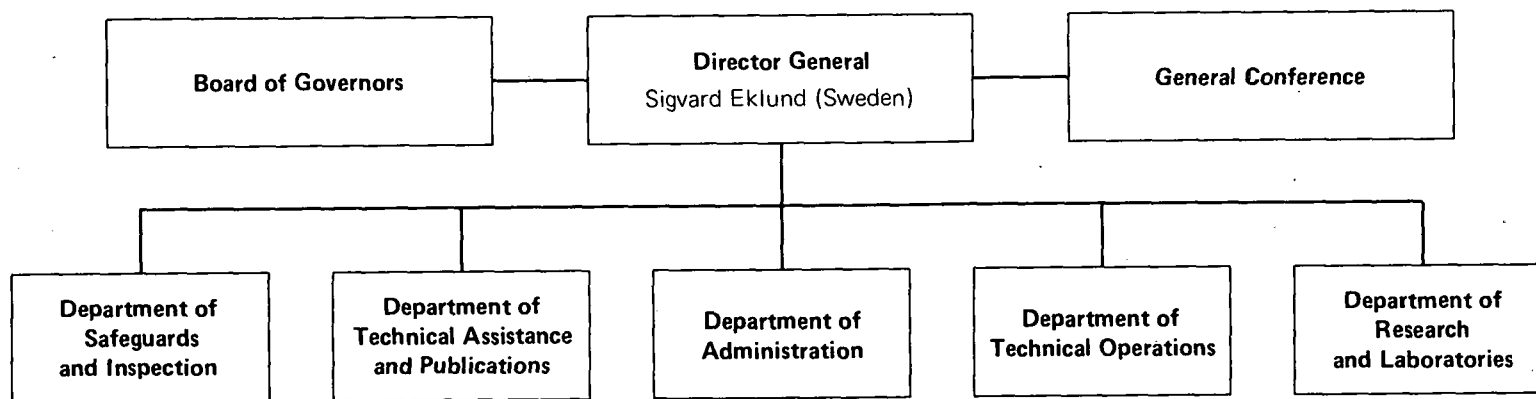 Board of Governors
Director General
Sigvard Eklund (Sweden)
General Conference
Department of
Safeguards
and Inspection
Department of
Technical Assistance
and Publications
Department of
Administration
Department of
Technical Operations
Department of
Research
and Laboratories